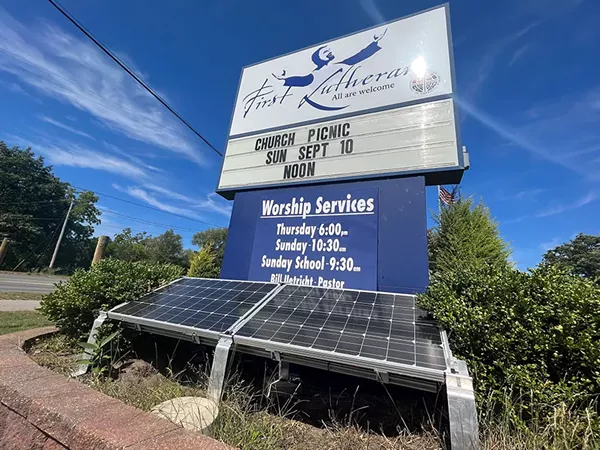 First Lutheran
All are welcome
CHURCH PICNIC
SUN SEPT 10
NOON
Worship Services
Thursday-6:00pm
Sunday-10:30am
Sunday School-9:30am
Bill Uetricht-Pastor